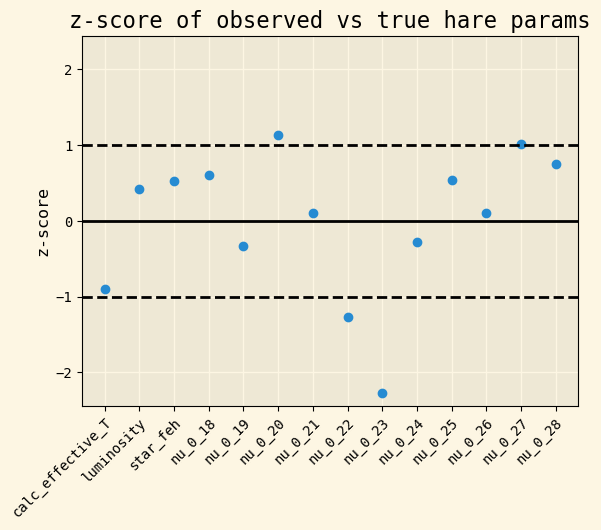 z-score of observed vs true hare params
z-score
2
1
0
−1
−2
calc_effective_T
luminosity
star_feh
nu_0_18
nu_0_19
nu_0_20
nu_0_21
nu_0_22
nu_0_23
nu_0_24
nu_0_25
nu_0_26
nu_0_27
nu_0_28